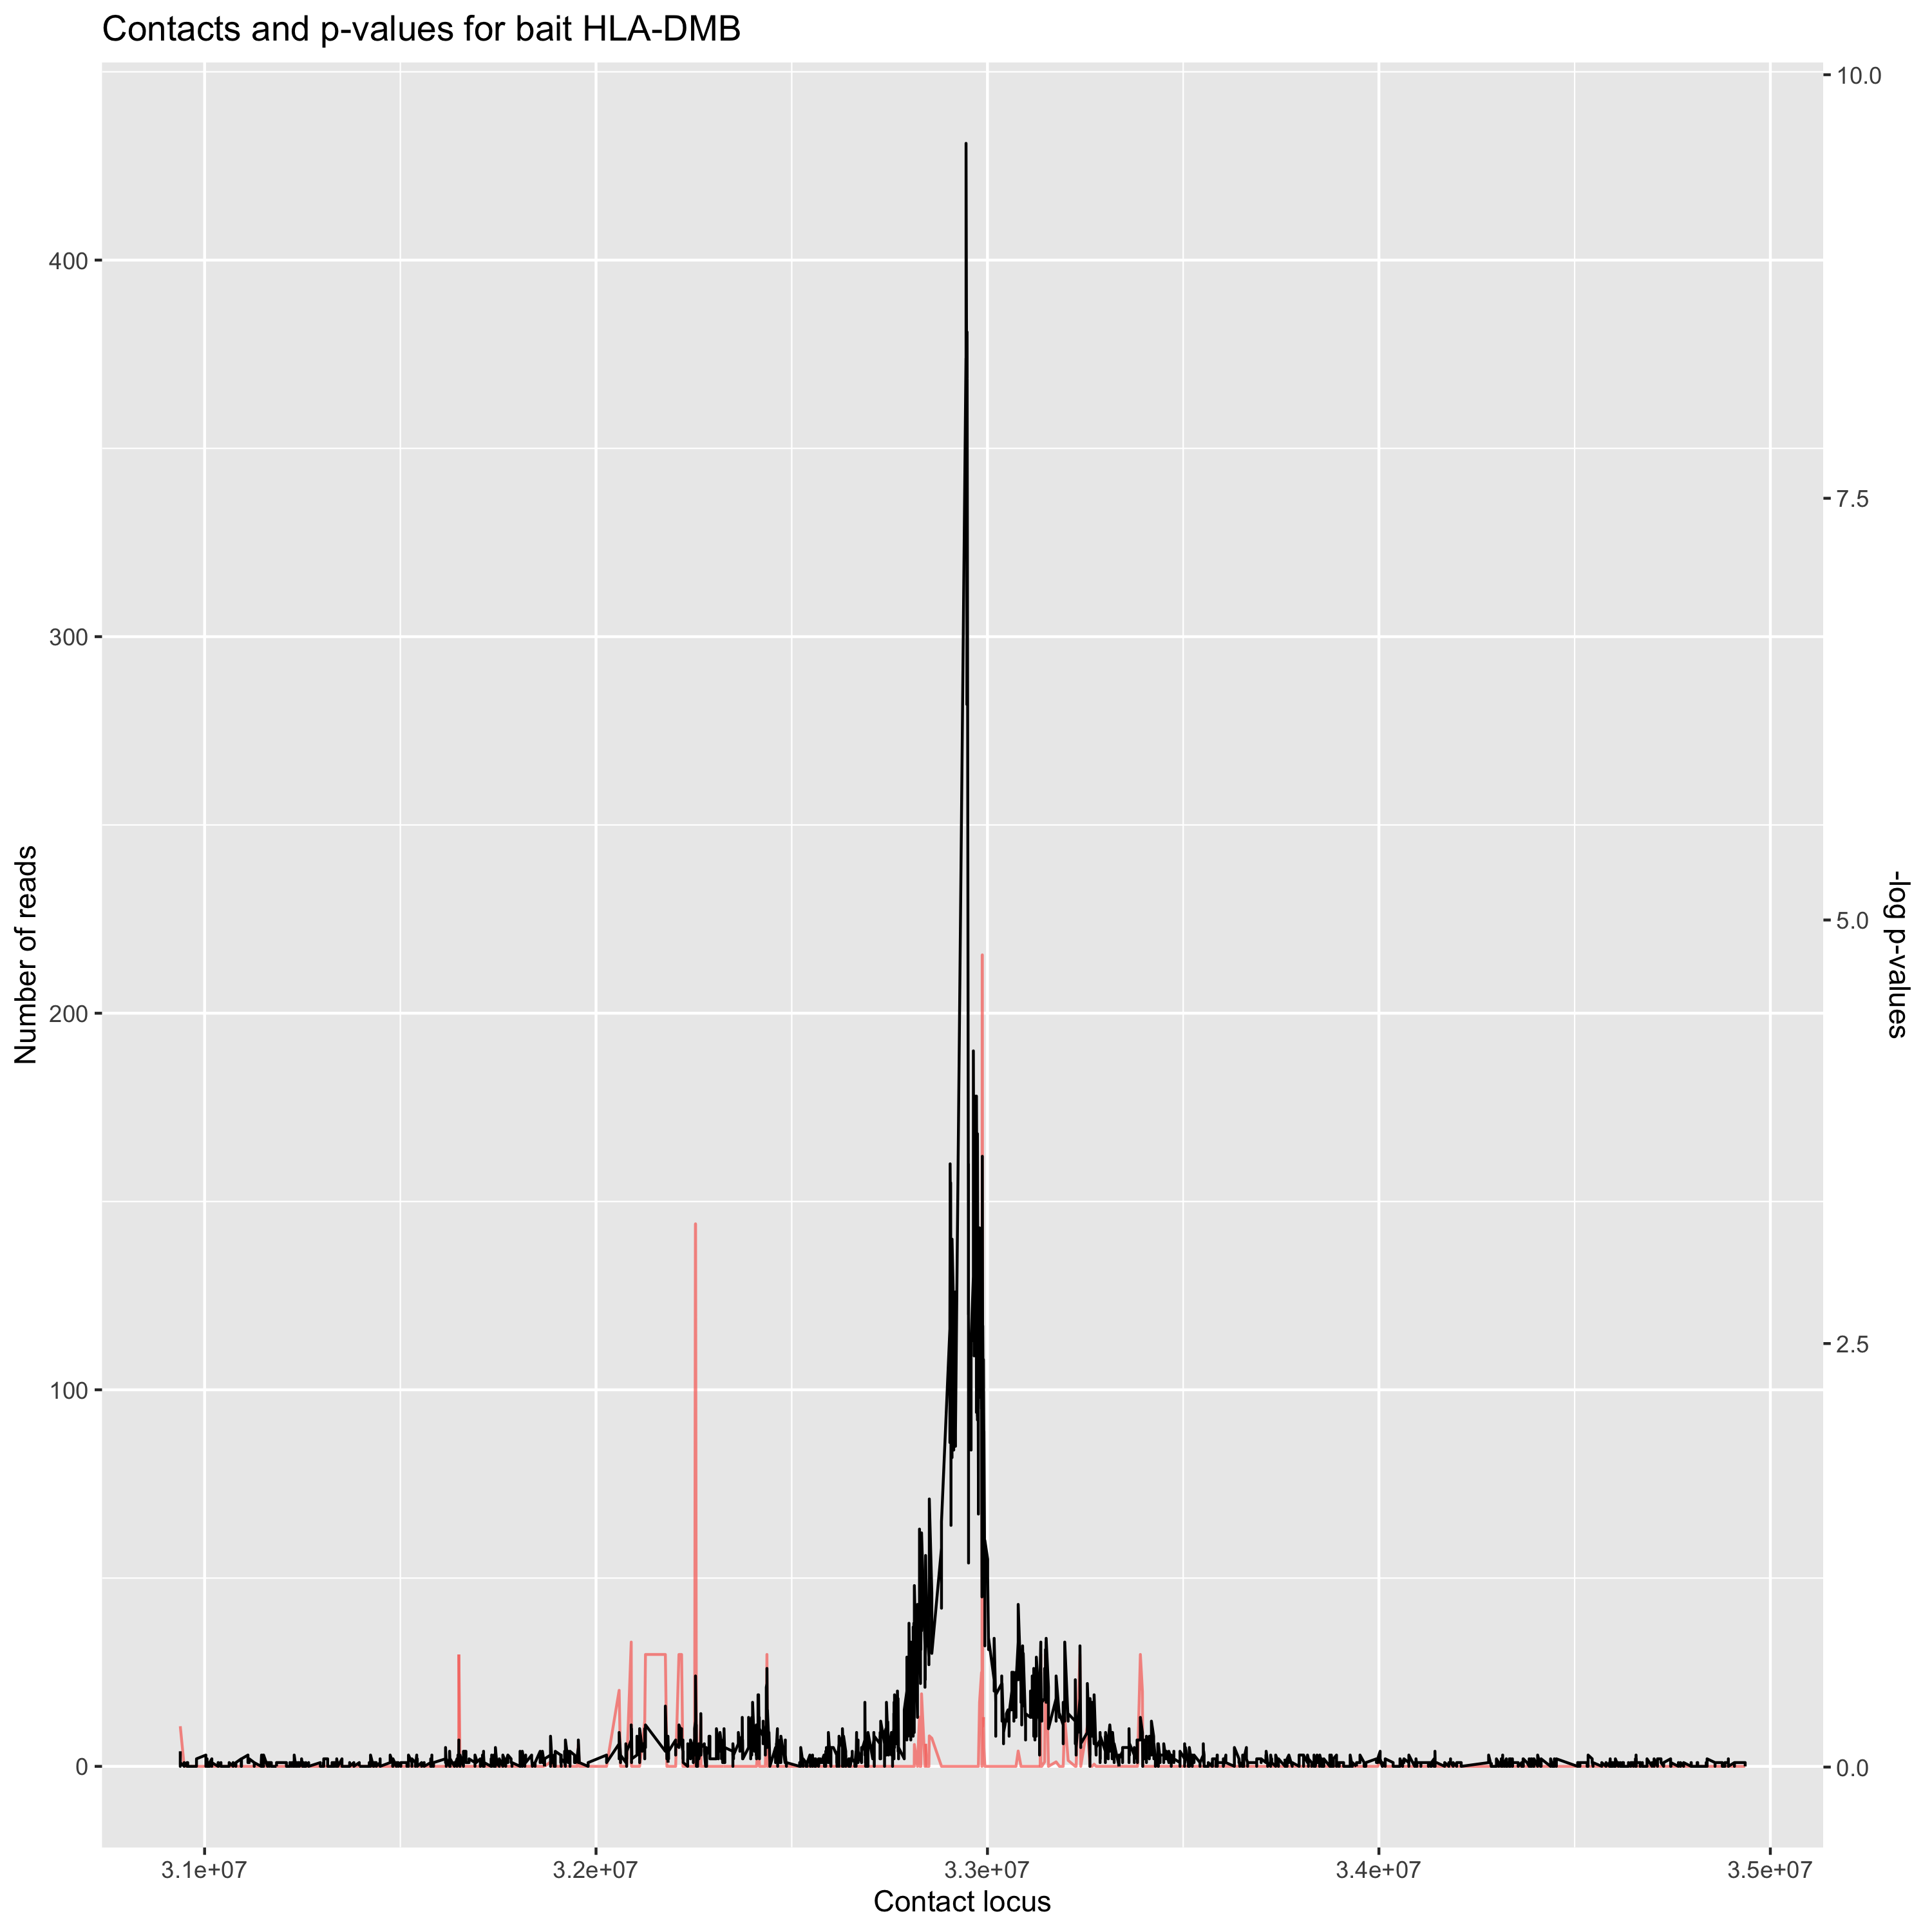 Contacts and p-values for bait HLA-DMB
10.0
400
7.5
300
5.0
Number of reads
-log p-values
200
2.5
100
0
0.0
3.1e+07 3.2e+07 3.3e+07 3.4e+07 3.5e+07
Contact locus